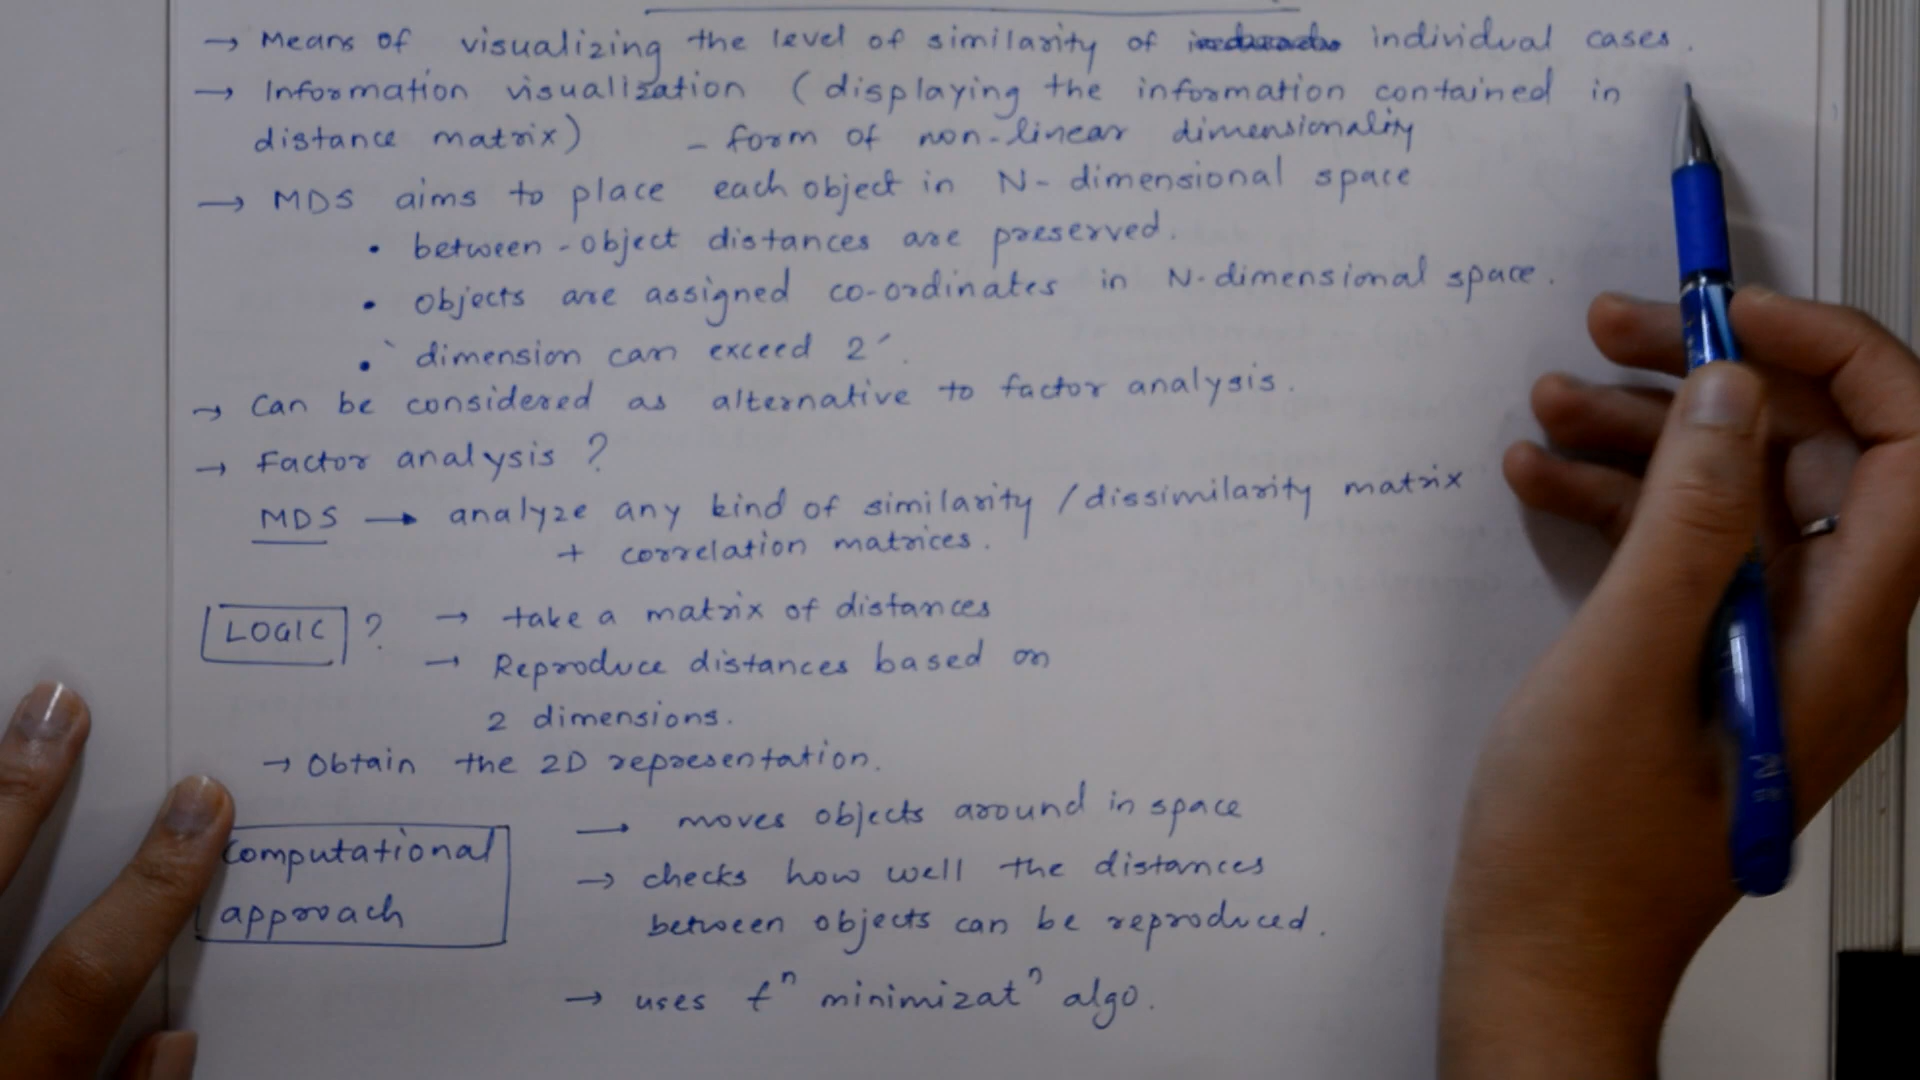 → Means of visualizing the level of similarity of individual cases.
→ Information visualization (displaying the information contained in
distance matrix) - form of non-linear dimensionality
→ MDS aims to place each object in N-dimensional space
• between-object distances are preserved.
• objects are assigned co-ordinates in N-dimensional space.
• `dimension can exceed 2´.
→ Can be considered as alternative to factor analysis.
→ Factor analysis ?
MDS → analyze any kind of similarity /dissimilarity matrix
+ correlation matrices.
LOGIC ? → take a matrix of distances
→ Reproduce distances based on
2 dimensions.
→ Obtain the 2D representation.
→ moves objects around in space
Computational → checks how well the distances
approach between objects can be reproduced.
→ uses fⁿ minimizatⁿ algo.